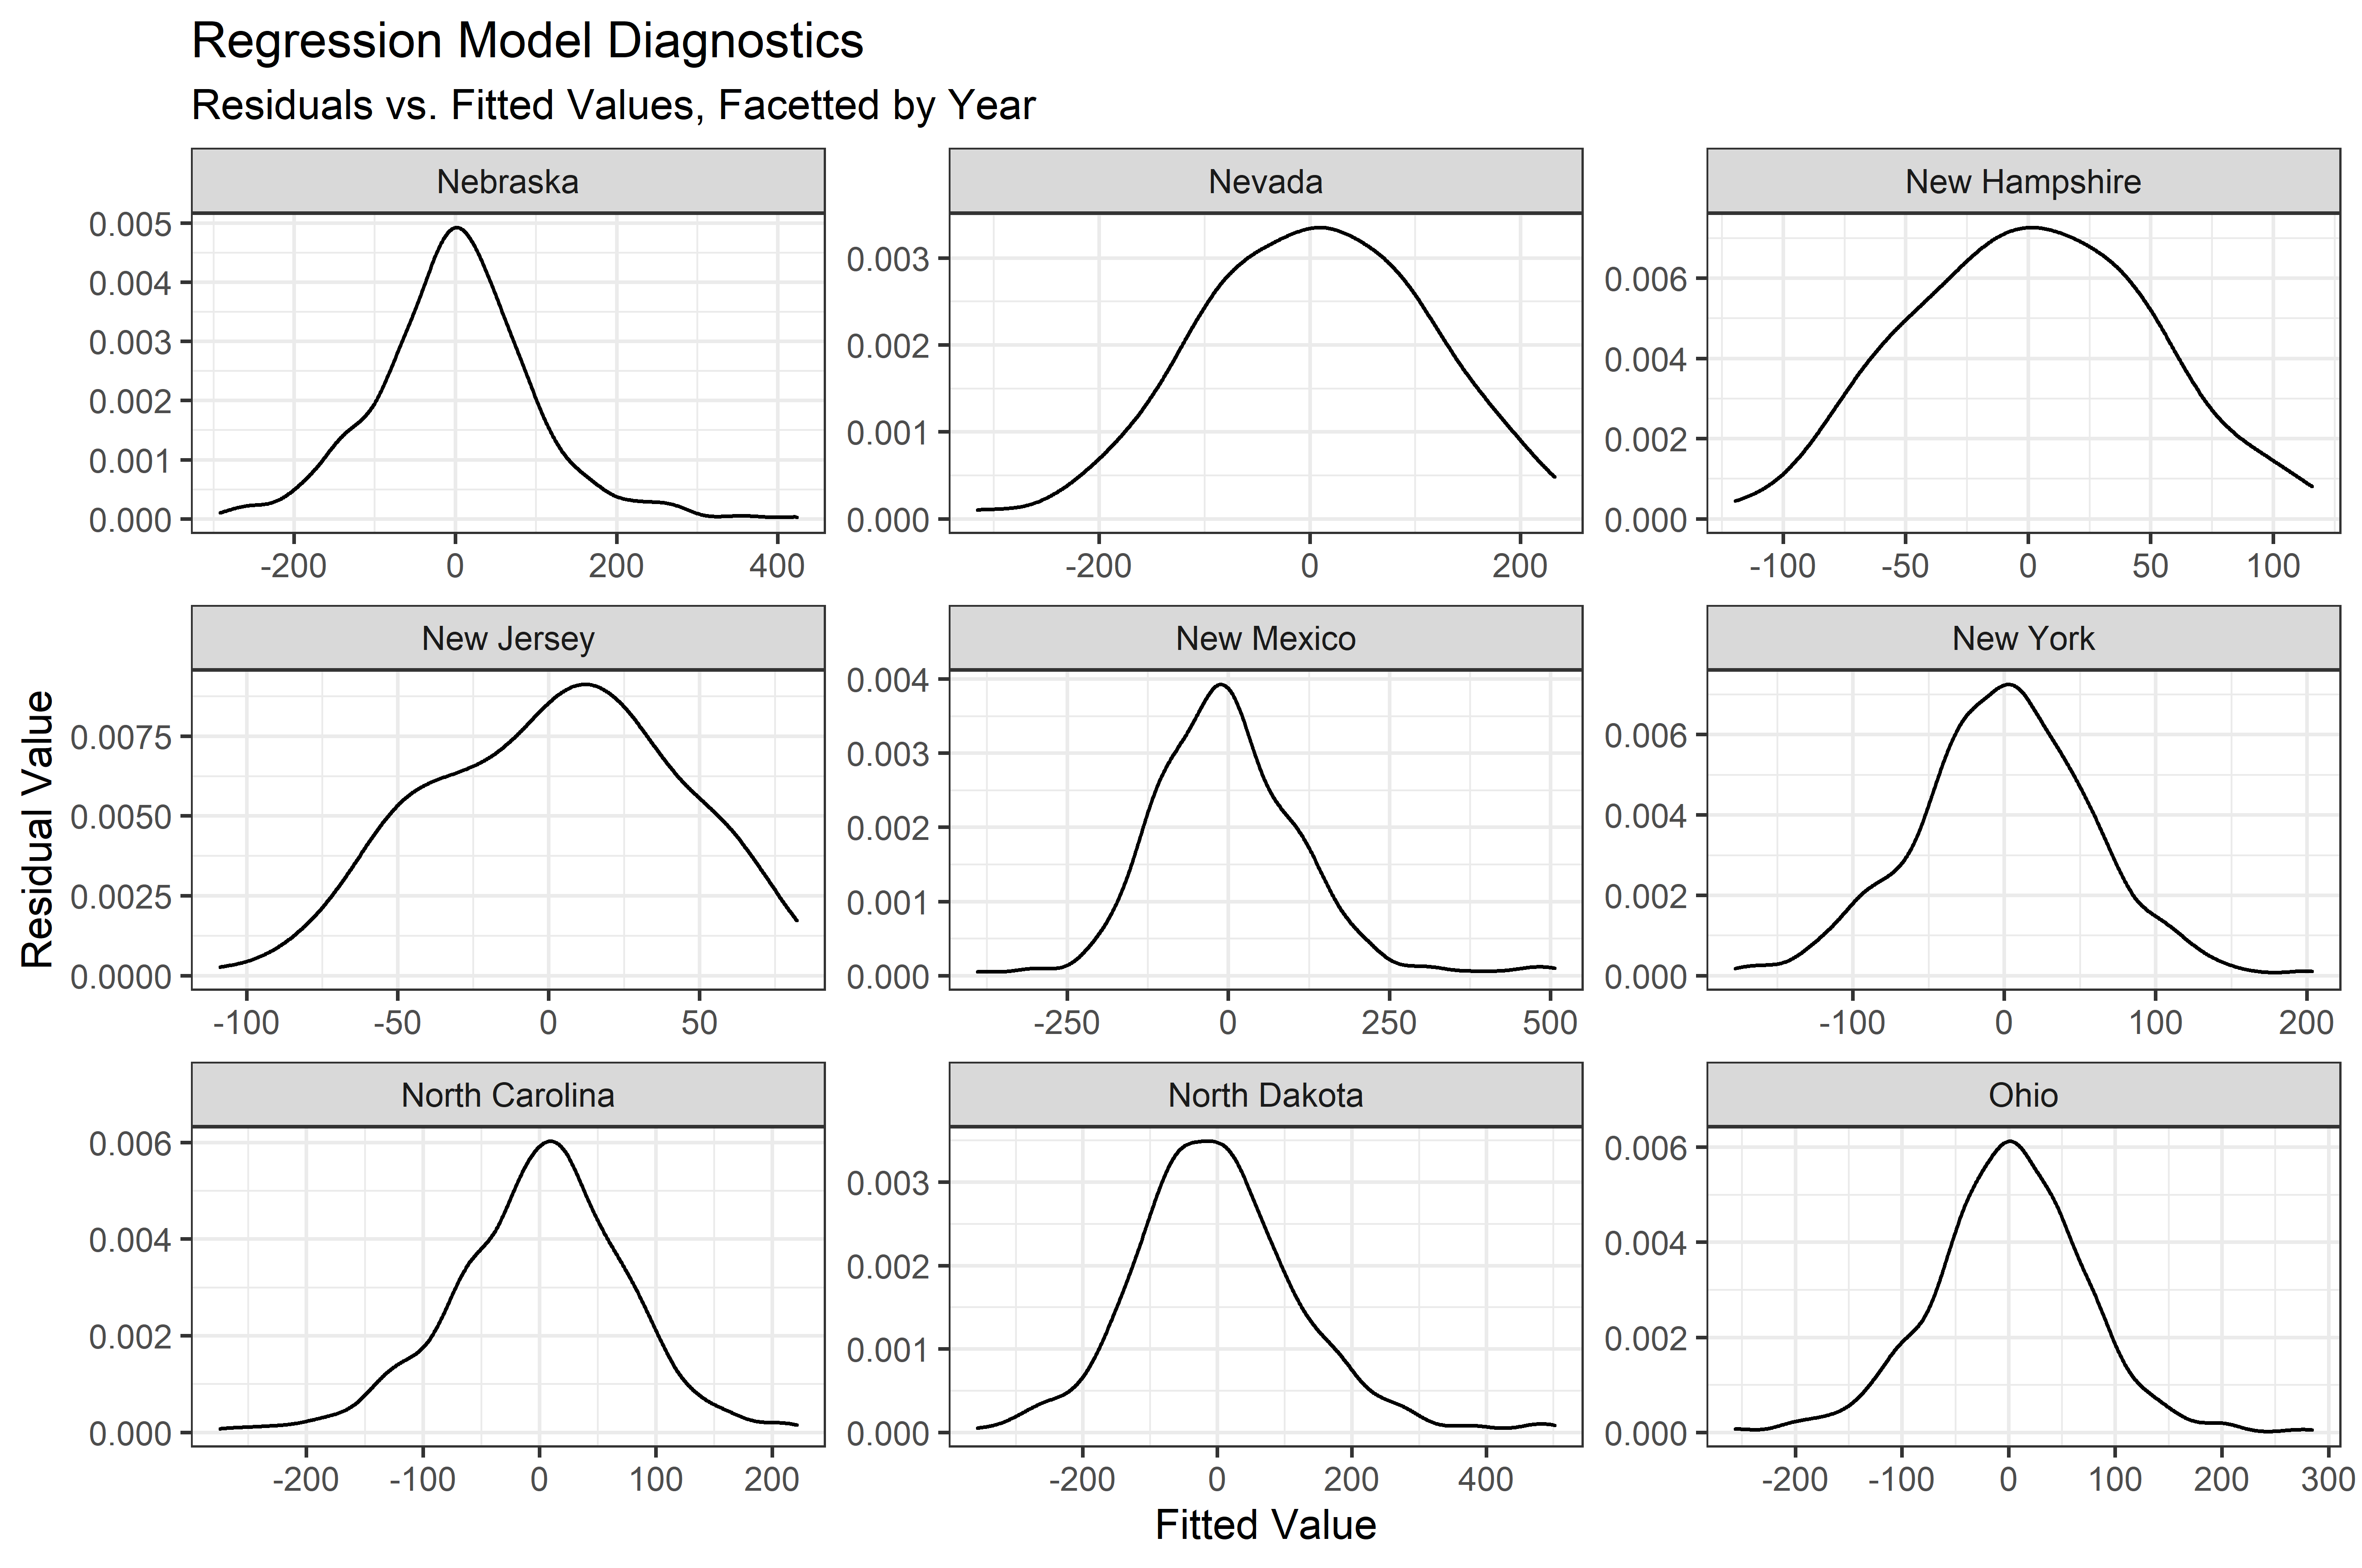 Regression Model Diagnostics
Residuals vs. Fitted Values, Facetted by Year
Nebraska
0.005
0.004
0.003
0.002
0.001
0.000
-200 0 200 400
Nevada
0.003
0.002
0.001
0.000
-200 0 200
New Hampshire
0.006
0.004
0.002
0.000
-100 -50 0 50 100
Residual Value
New Jersey
0.0075
0.0050
0.0025
0.0000
-100 -50 0 50
New Mexico
0.004
0.003
0.002
0.001
0.000
-250 0 250 500
New York
0.006
0.004
0.002
0.000
-100 0 100 200
North Carolina
0.006
0.004
0.002
0.000
-200 -100 0 100 200
North Dakota
0.003
0.002
0.001
0.000
-200 0 200 400
Ohio
0.006
0.004
0.002
0.000
-200 -100 0 100 200 300
Fitted Value